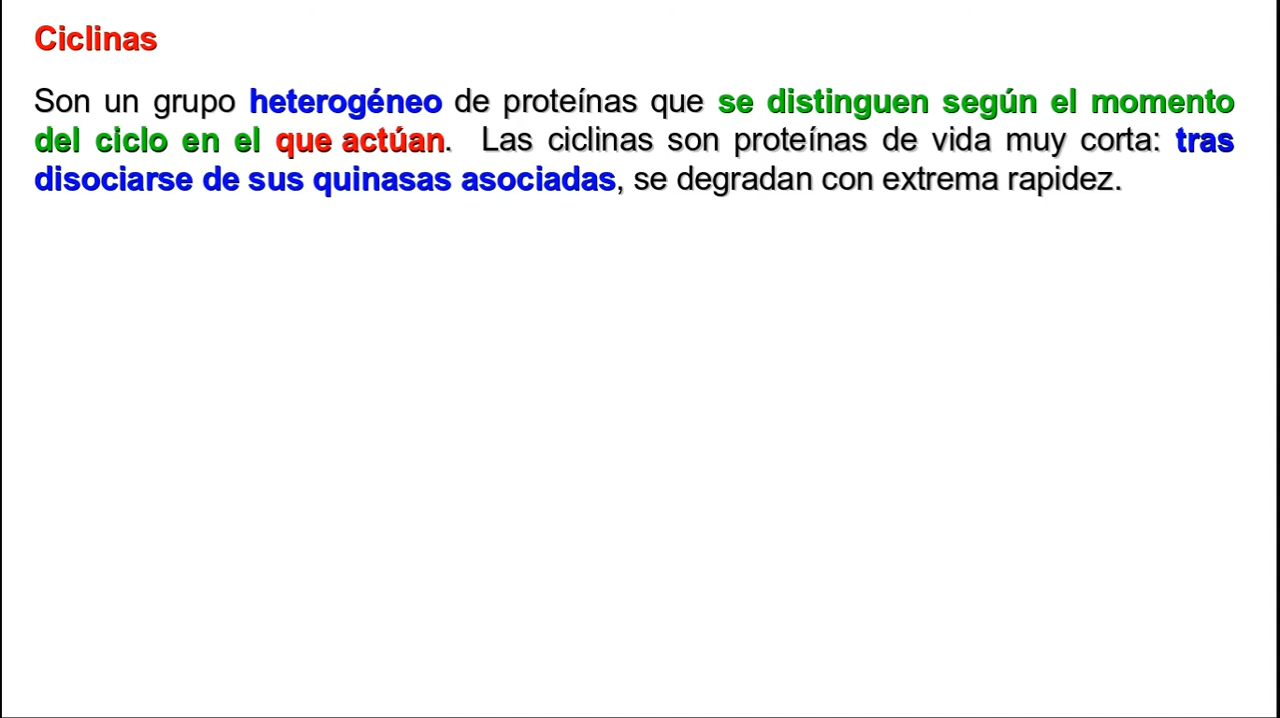 Ciclinas
Son un grupo heterogéneo de proteínas que se distinguen según el momento
del ciclo en el que actúan. Las ciclinas son proteínas de vida muy corta: tras
disociarse de sus quinasas asociadas, se degradan con extrema rapidez.